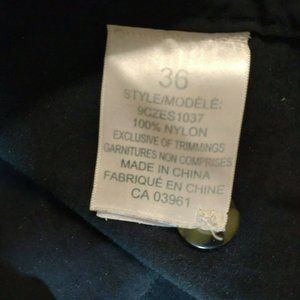 36
STYLE/MODÈLE:
9CZES1037
100% NYLON
EXCLUSIVE OF TRIMMINGS
GARNITURES NON COMPRISES
MADE IN CHINA
FABRIQUÉ EN CHINE
CA 03961